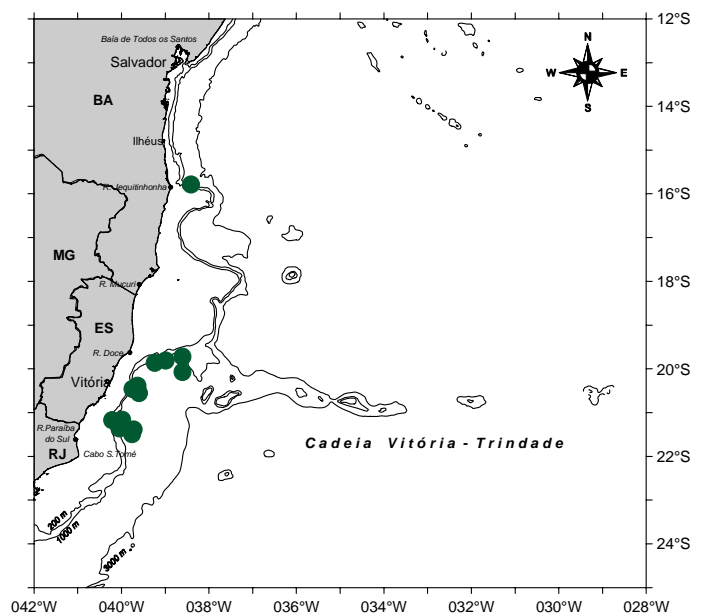 12°S
Baía de Todos os Santos
Salvador
N
W E
S
BA
14°S
Ilhéus
R. Jequitinhonha
16°S
MG
R. Mucuri
18°S
ES
R. Doce
20°S
Vitória
R.Paraíba
do Sul
RJ
Cabo S.Tomé
Cadeia Vitória - Trindade
22°S
200 m
1000 m
3000 m
24°S
042°W 040°W 038°W 036°W 034°W 032°W 030°W 028°W